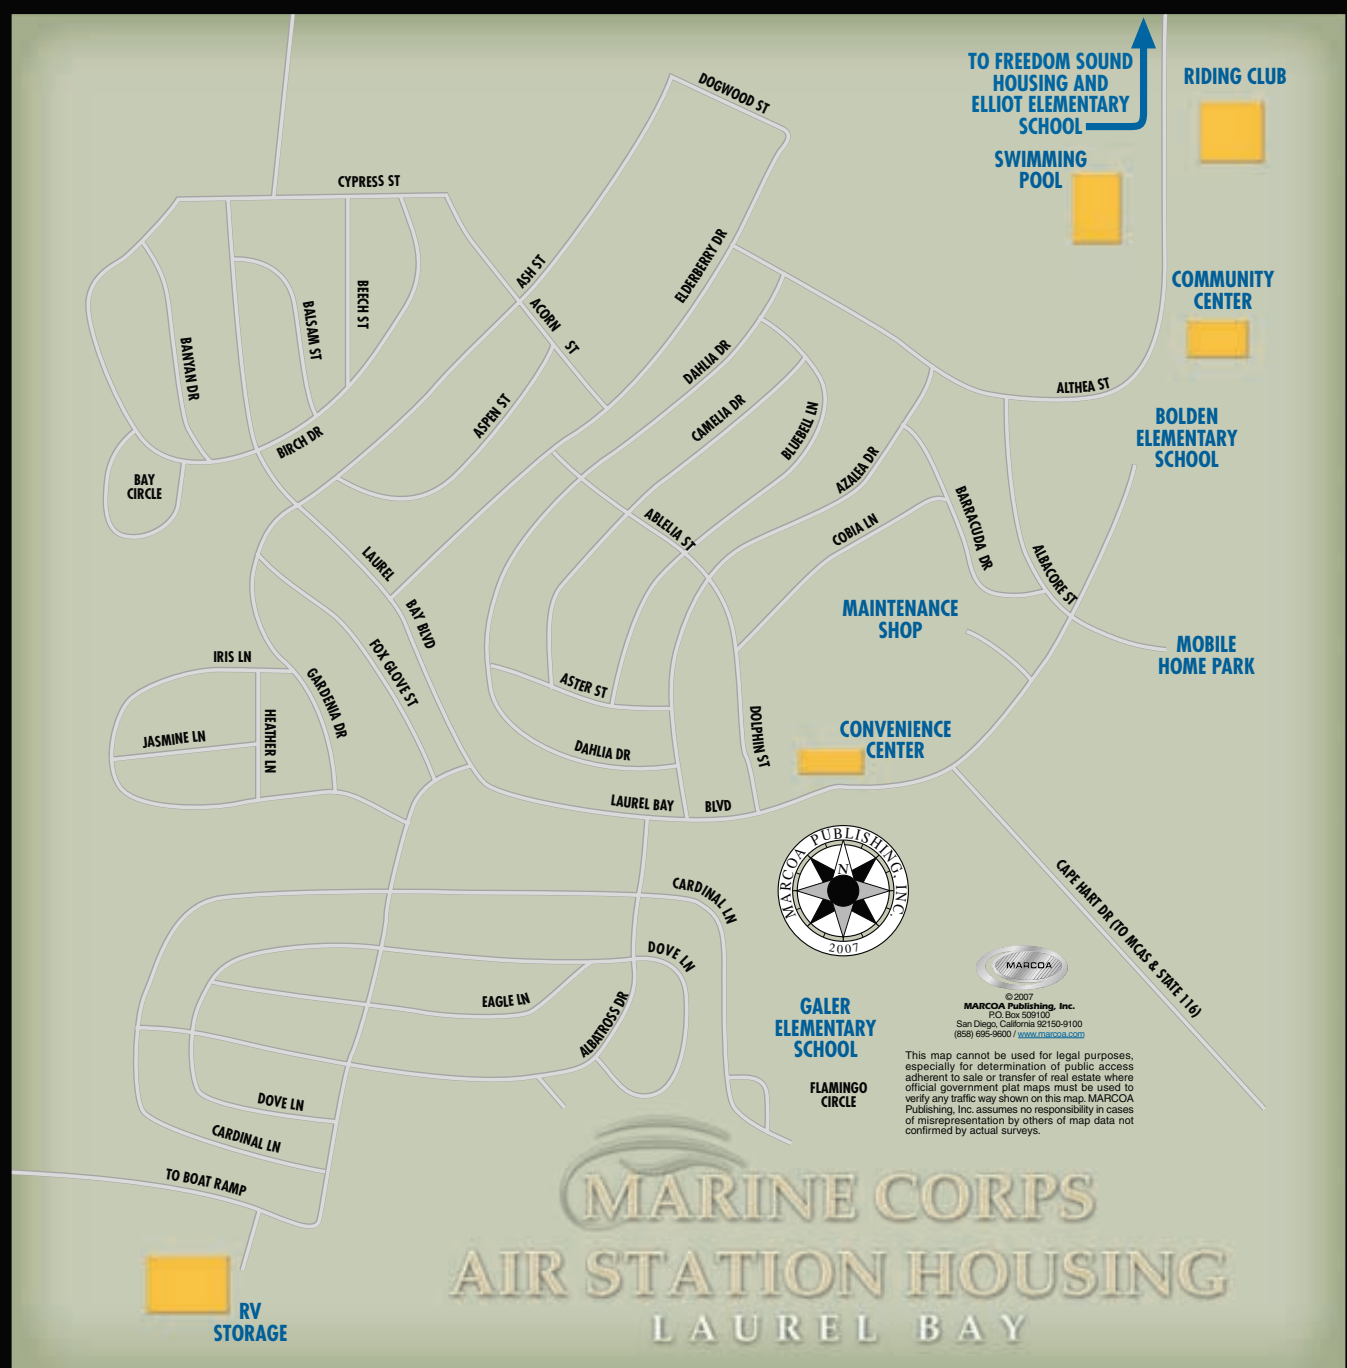 TO FREEDOM SOUND
HOUSING AND
ELLIOT ELEMENTARY
SCHOOL
RIDING CLUB
SWIMMING
POOL
DOGWOOD ST
CYPRESS ST
ASH ST
ELDERBERRY DR
COMMUNITY
CENTER
BEECH ST
BALSAM ST
BANYAN DR
ACORN ST
DAHLIA DR
ALTHEA ST
CAMELIA DR
BLUEBELL LN
ASPEN ST
BIRCH DR
BOLDEN
ELEMENTARY
SCHOOL
BAY
CIRCLE
AZALEA DR
BARRACUDA DR
ABLELIA ST
COBIA LN
LAUREL
BAY BLVD
ALBACORE ST
MAINTENANCE
SHOP
MOBILE
HOME PARK
IRIS LN
GARDENIA DR
FOX GLOVE ST
ASTER ST
JASMINE LN
HEATHER LN
DAHLIA DR
DOLPHIN ST
CONVENIENCE
CENTER
LAUREL BAY
BLVD
MARCOA PUBLISHING, INC.
N
2007
CARDINAL LN
CAPE HART DR (TO MCAS & STATE 116)
DOVE LN
EAGLE LN
ALBATROSS DR
MARCOA
© 2007
MARCOA Publishing, Inc.
P.O. Box 509100
San Diego, California 92150-9100
(858) 695-9600 / www.marcoa.com
GALER
ELEMENTARY
SCHOOL
This map cannot be used for legal purposes,
especially for determination of public access
adherent to sale or transfer of real estate where
official government plat maps must be used to
verify any traffic way shown on this map. MARCOA
Publishing, Inc. assumes no responsibility in cases
of misrepresentation by others of map data not
confirmed by actual surveys.
FLAMINGO
CIRCLE
DOVE LN
CARDINAL LN
TO BOAT RAMP
MARINE CORPS
AIR STATION HOUSING
LAUREL BAY
RV
STORAGE